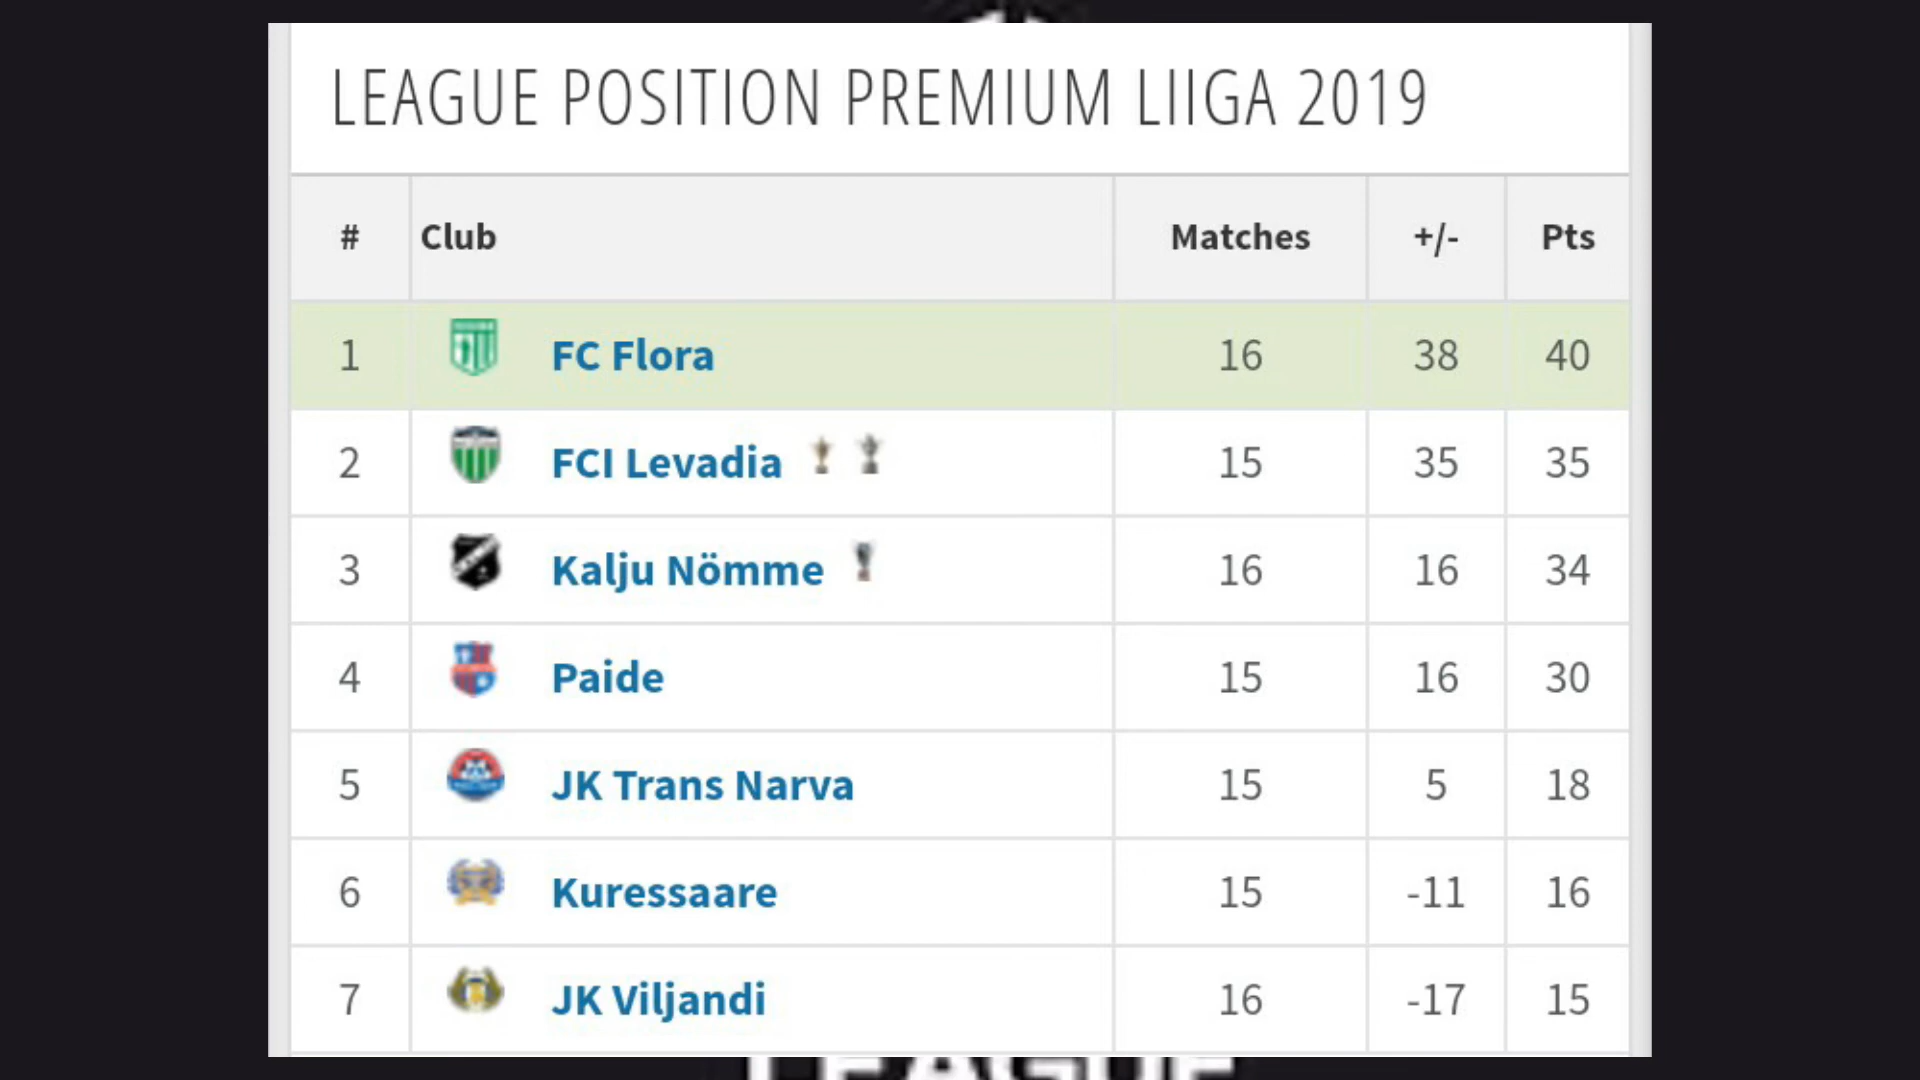 LEAGUE POSITION PREMIUM LIIGA 2019
# Club Matches +/- Pts
1 FC Flora 16 38 40
2 FCI Levadia 15 35 35
3 Kalju Nömme 16 16 34
4 Paide 15 16 30
5 JK Trans Narva 15 5 18
6 Kuressaare 15 -11 16
7 JK Viljandi 16 -17 15
LEAGUE